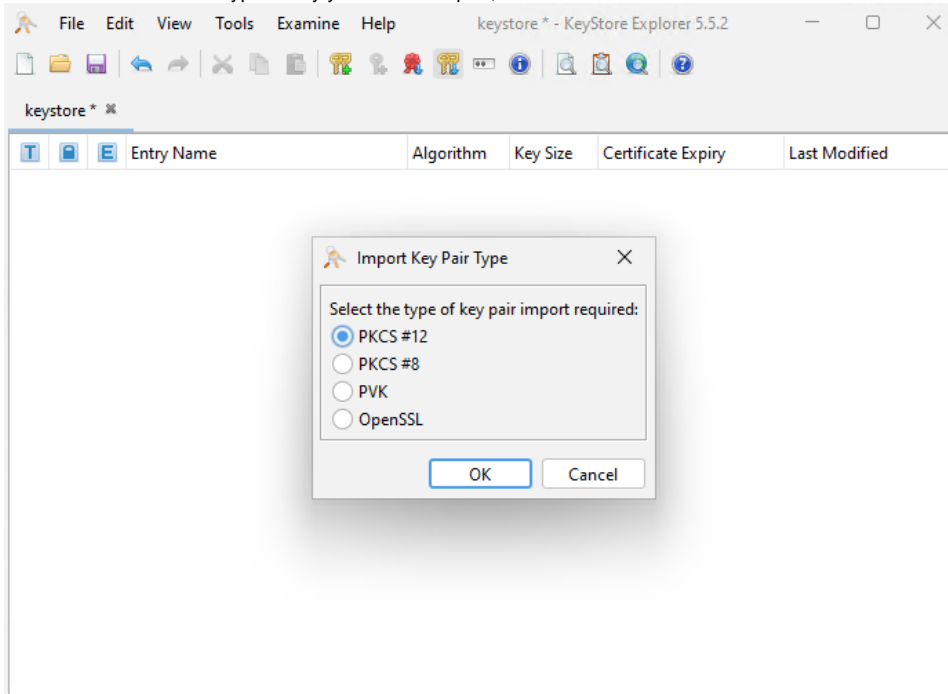 File Edit View Tools Examine Help keystore * - KeyStore Explorer 5.5.2
keystore *
T E Entry Name Algorithm Key Size Certificate Expiry Last Modified
Import Key Pair Type
Select the type of key pair import required:
PKCS #12
PKCS #8
PVK
OpenSSL
OK Cancel